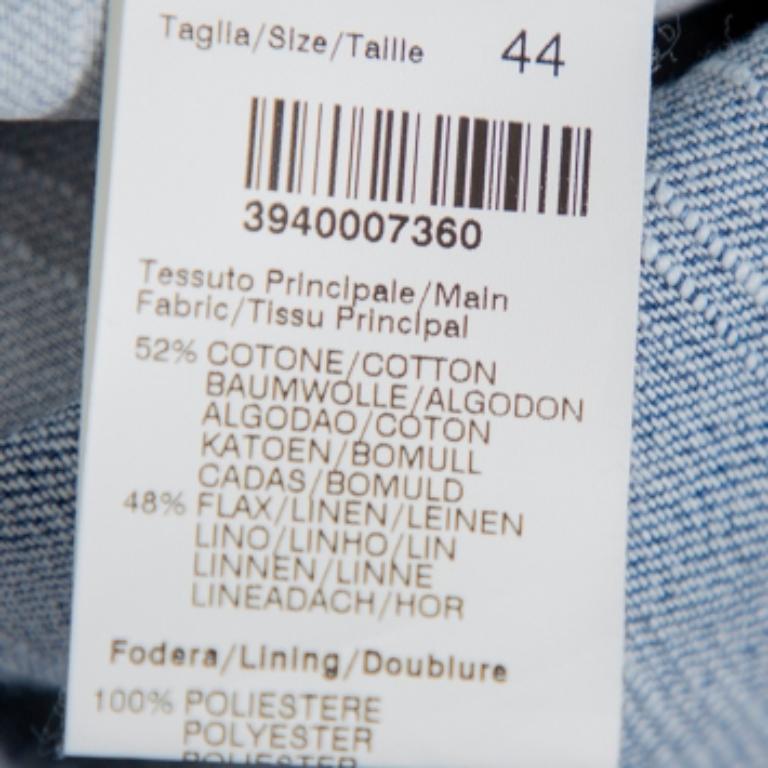 Taglia/Size/Taille 44
3940007360
Tessuto Principale/Main
Fabric/Tissu Principal
52% COTONE/COTTON
BAUMWOLLE/ALGODON
ALGODAO/COTON
KATOEN/BOMULL
CADAS/BOMULD
48% FLAX/LINEN/LEINEN
LINO/LINHO/LIN
LINNEN/LINNE
LINEADACH/HOR
Fodera/Lining/Doublure
100% POLIESTERE
POLYESTER
POLIESTER